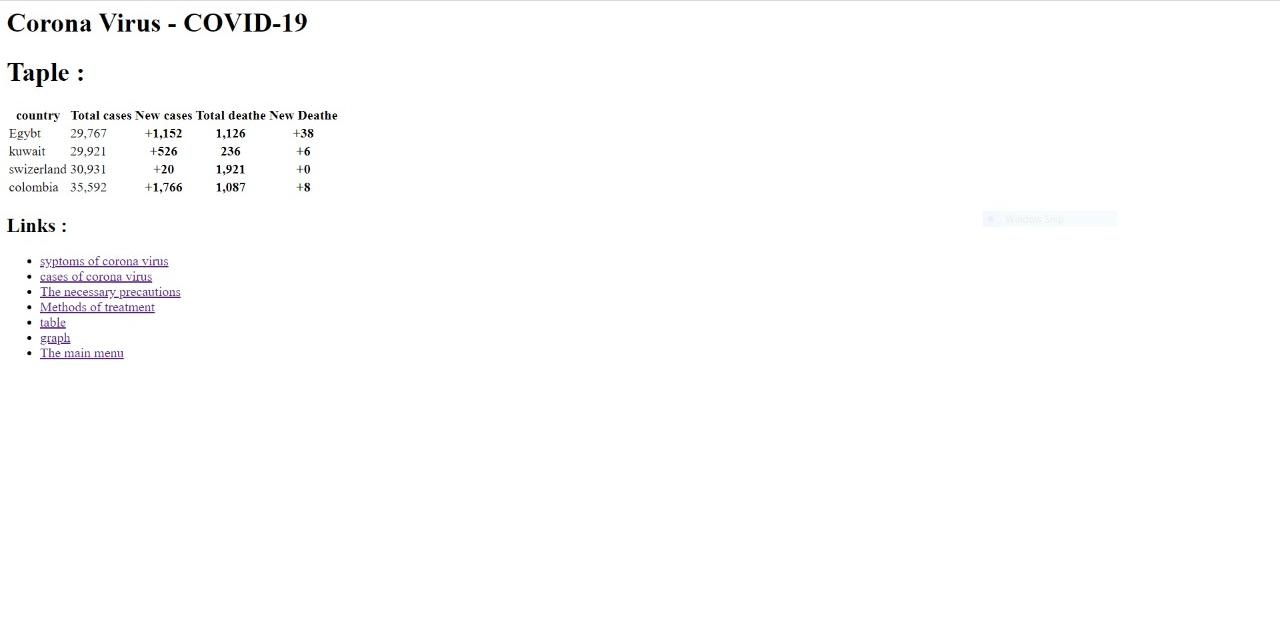 Corona Virus - COVID-19
Taple :
country Total cases New cases Total deathe New Deathe
Egybt 29,767 +1,152 1,126 +38
kuwait 29,921 +526 236 +6
swizerland 30,931 +20 1,921 +0
colombia 35,592 +1,766 1,087 +8
Window Snip
Links :
syptoms of corona virus
cases of corona virus
The necessary precautions
Methods of treatment
table
graph
The main menu